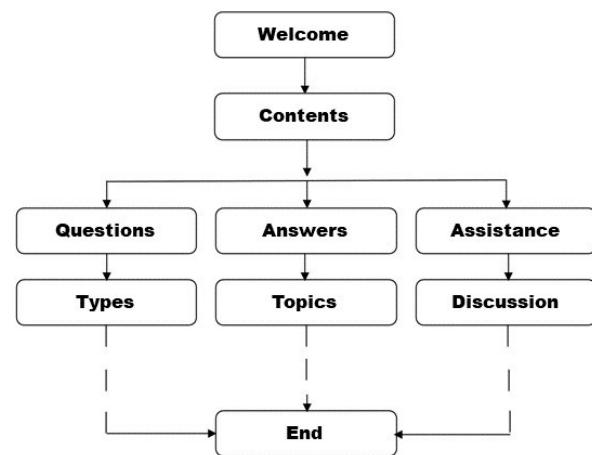 Welcome
Contents
Questions
Answers
Assistance
Types
Topics
Discussion
End